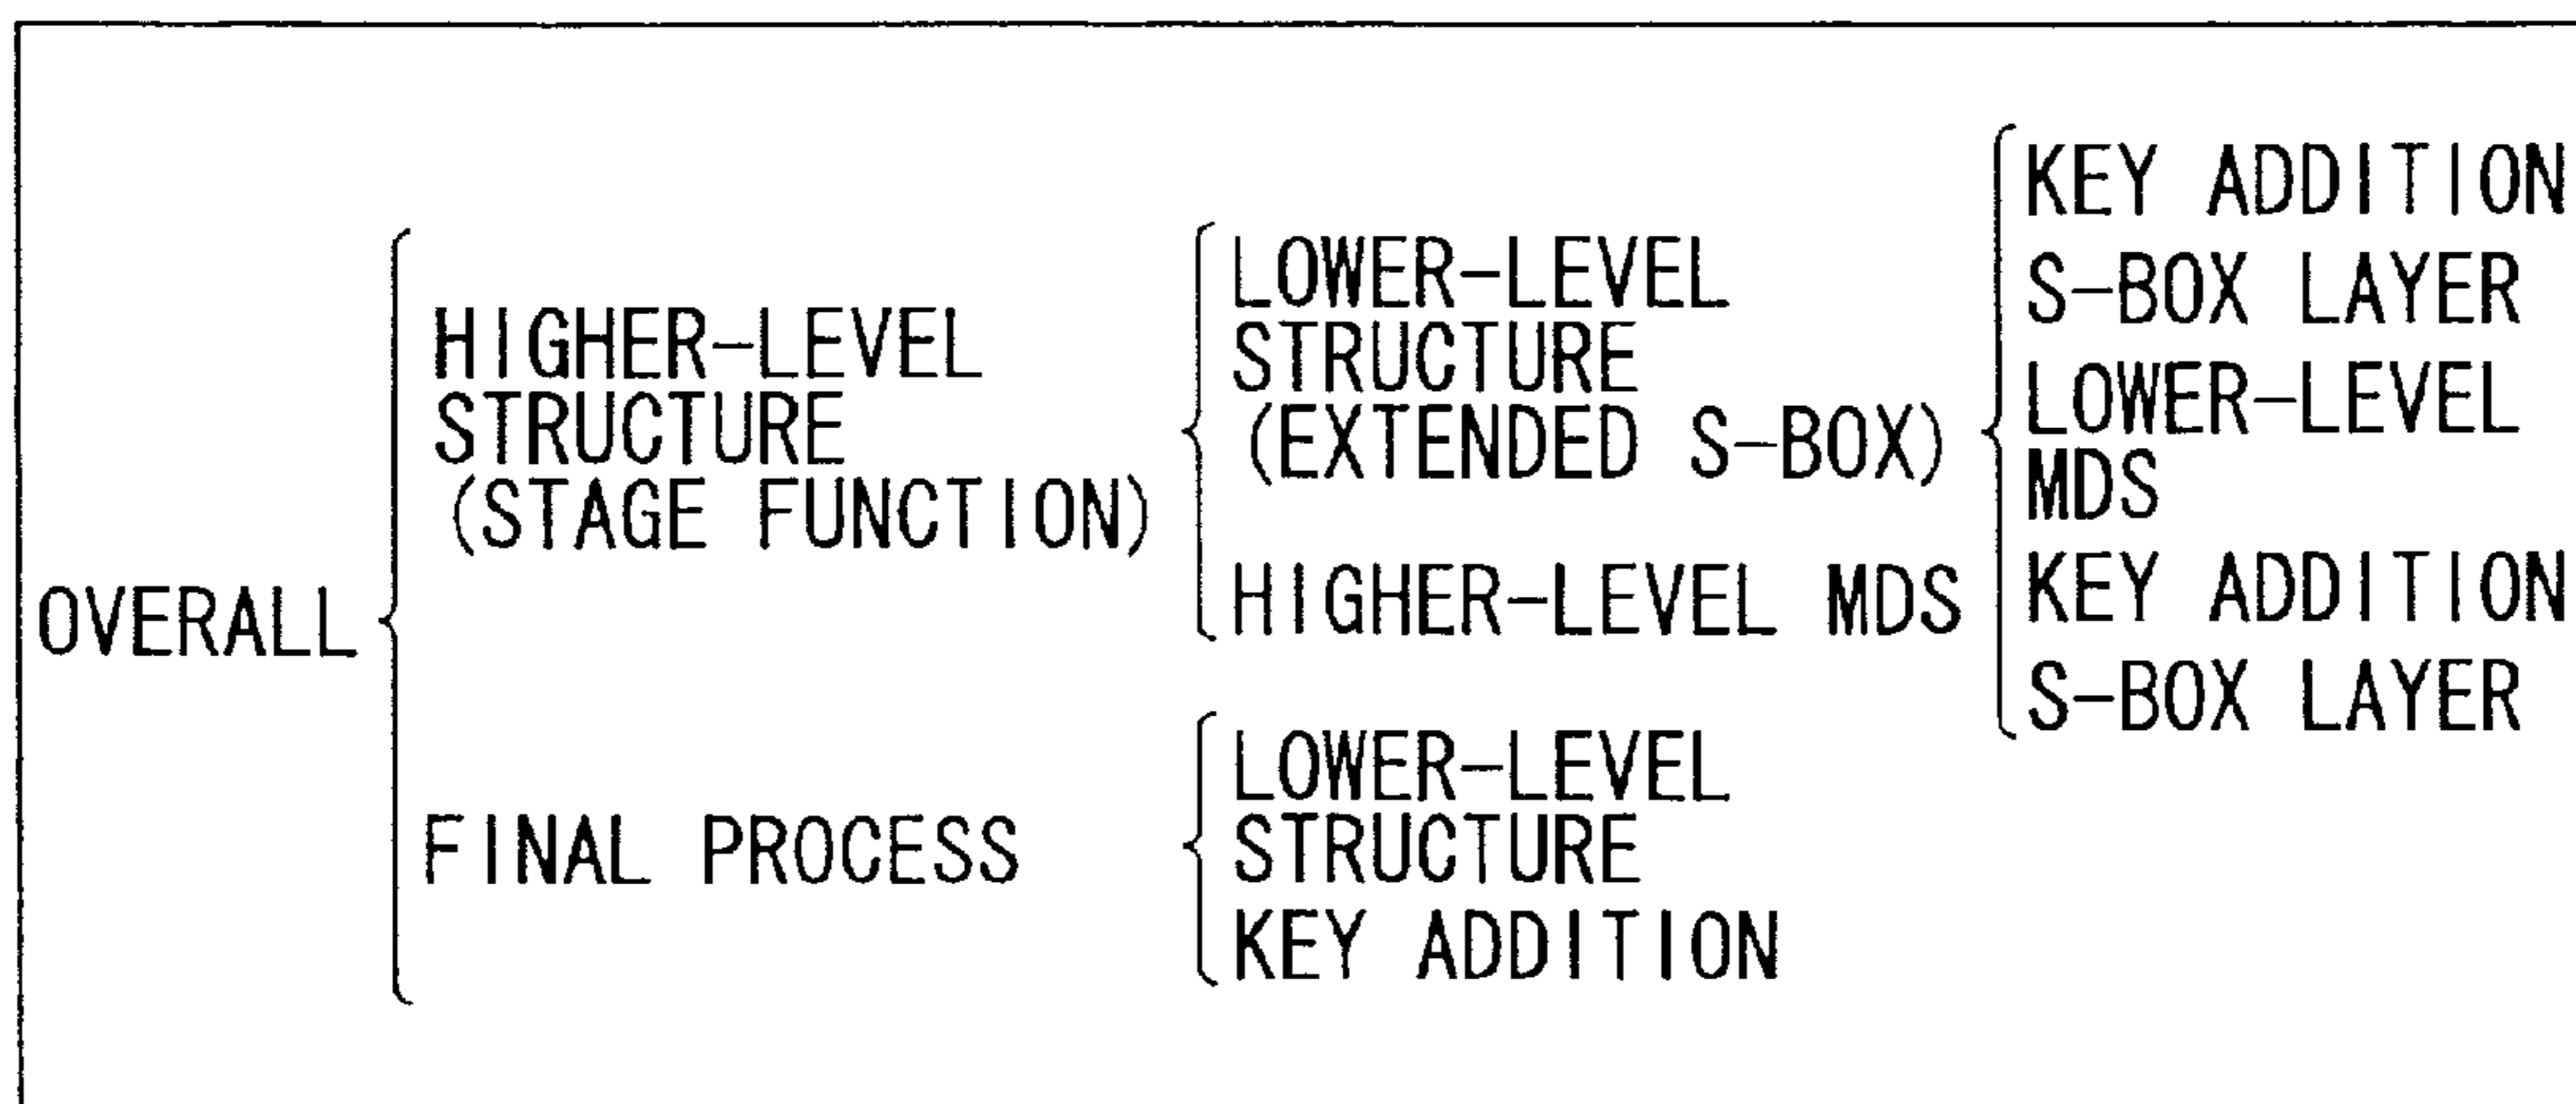 OVERALL
HIGHER-LEVEL
STRUCTURE
(STAGE FUNCTION)
LOWER-LEVEL
STRUCTURE
(EXTENDED S-BOX)
KEY ADDITION
S-BOX LAYER
LOWER-LEVEL
MDS
KEY ADDITION
S-BOX LAYER
HIGHER-LEVEL MDS
FINAL PROCESS
LOWER-LEVEL
STRUCTURE
KEY ADDITION